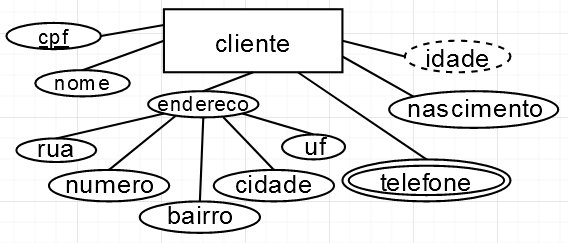 cpf
cliente
idade
nome
endereco
nascimento
rua
uf
numero
cidade
telefone
bairro